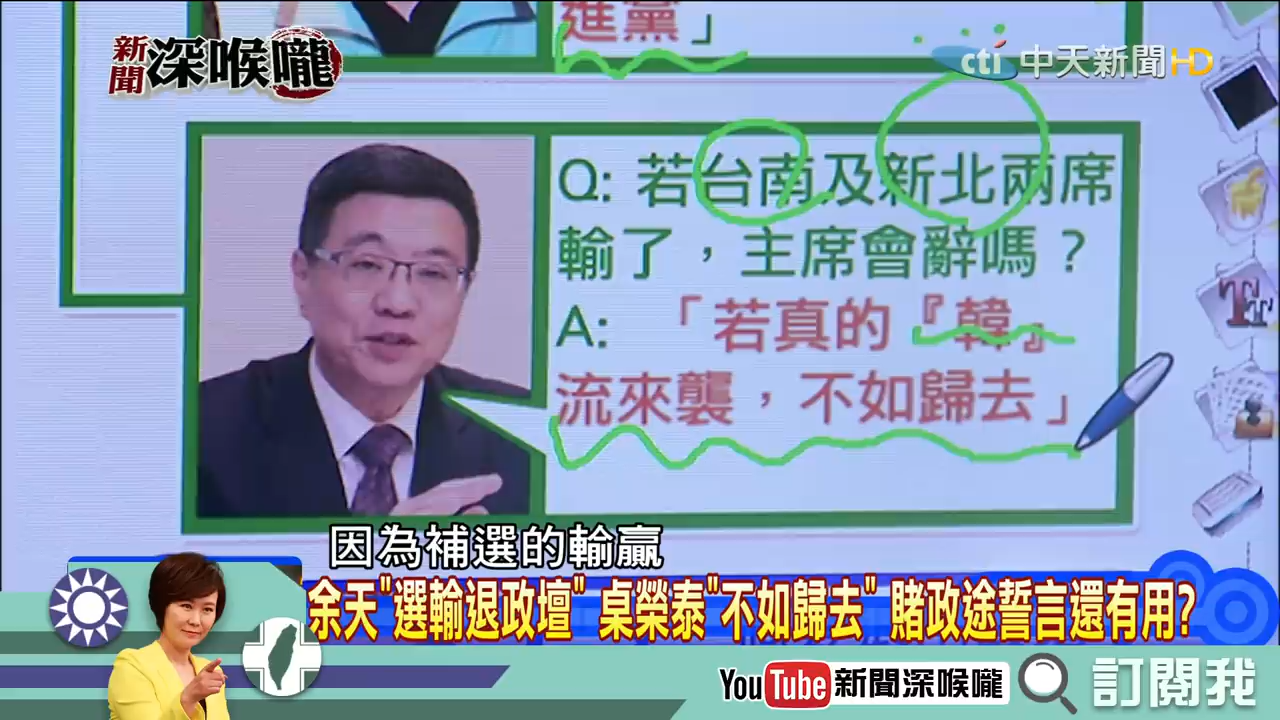 進黨」
新聞深喉嚨
cti 中天新聞HD
Q: 若台南及新北兩席
輸了，主席會辭嗎？
A: 「若真的『韓』
流來襲，不如歸去」
因為補選的輸贏
余天"選輸退政壇" 桌榮泰"不如歸去" 賭政途誓言還有用?
YouTube 新聞深喉嚨 訂閱我